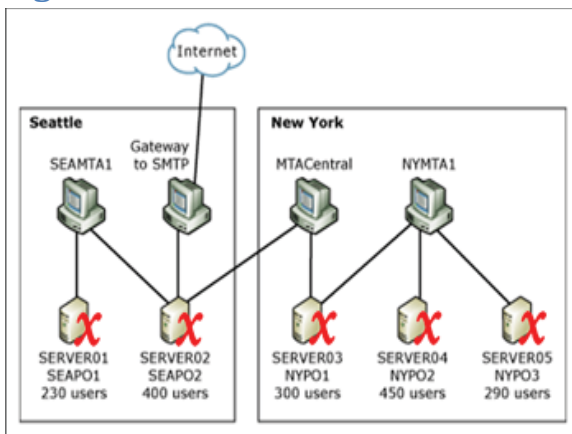 Internet
Seattle
New York
Gateway
to SMTP
SEAMTA1
MTACentral
NYMTA1
X
X
X
X
X
SERVER01
SEAPO1
230 users
SERVER02
SEAPO2
400 users
SERVER03
NYPO1
300 users
SERVER04
NYPO2
450 users
SERVER05
NYPO3
290 users